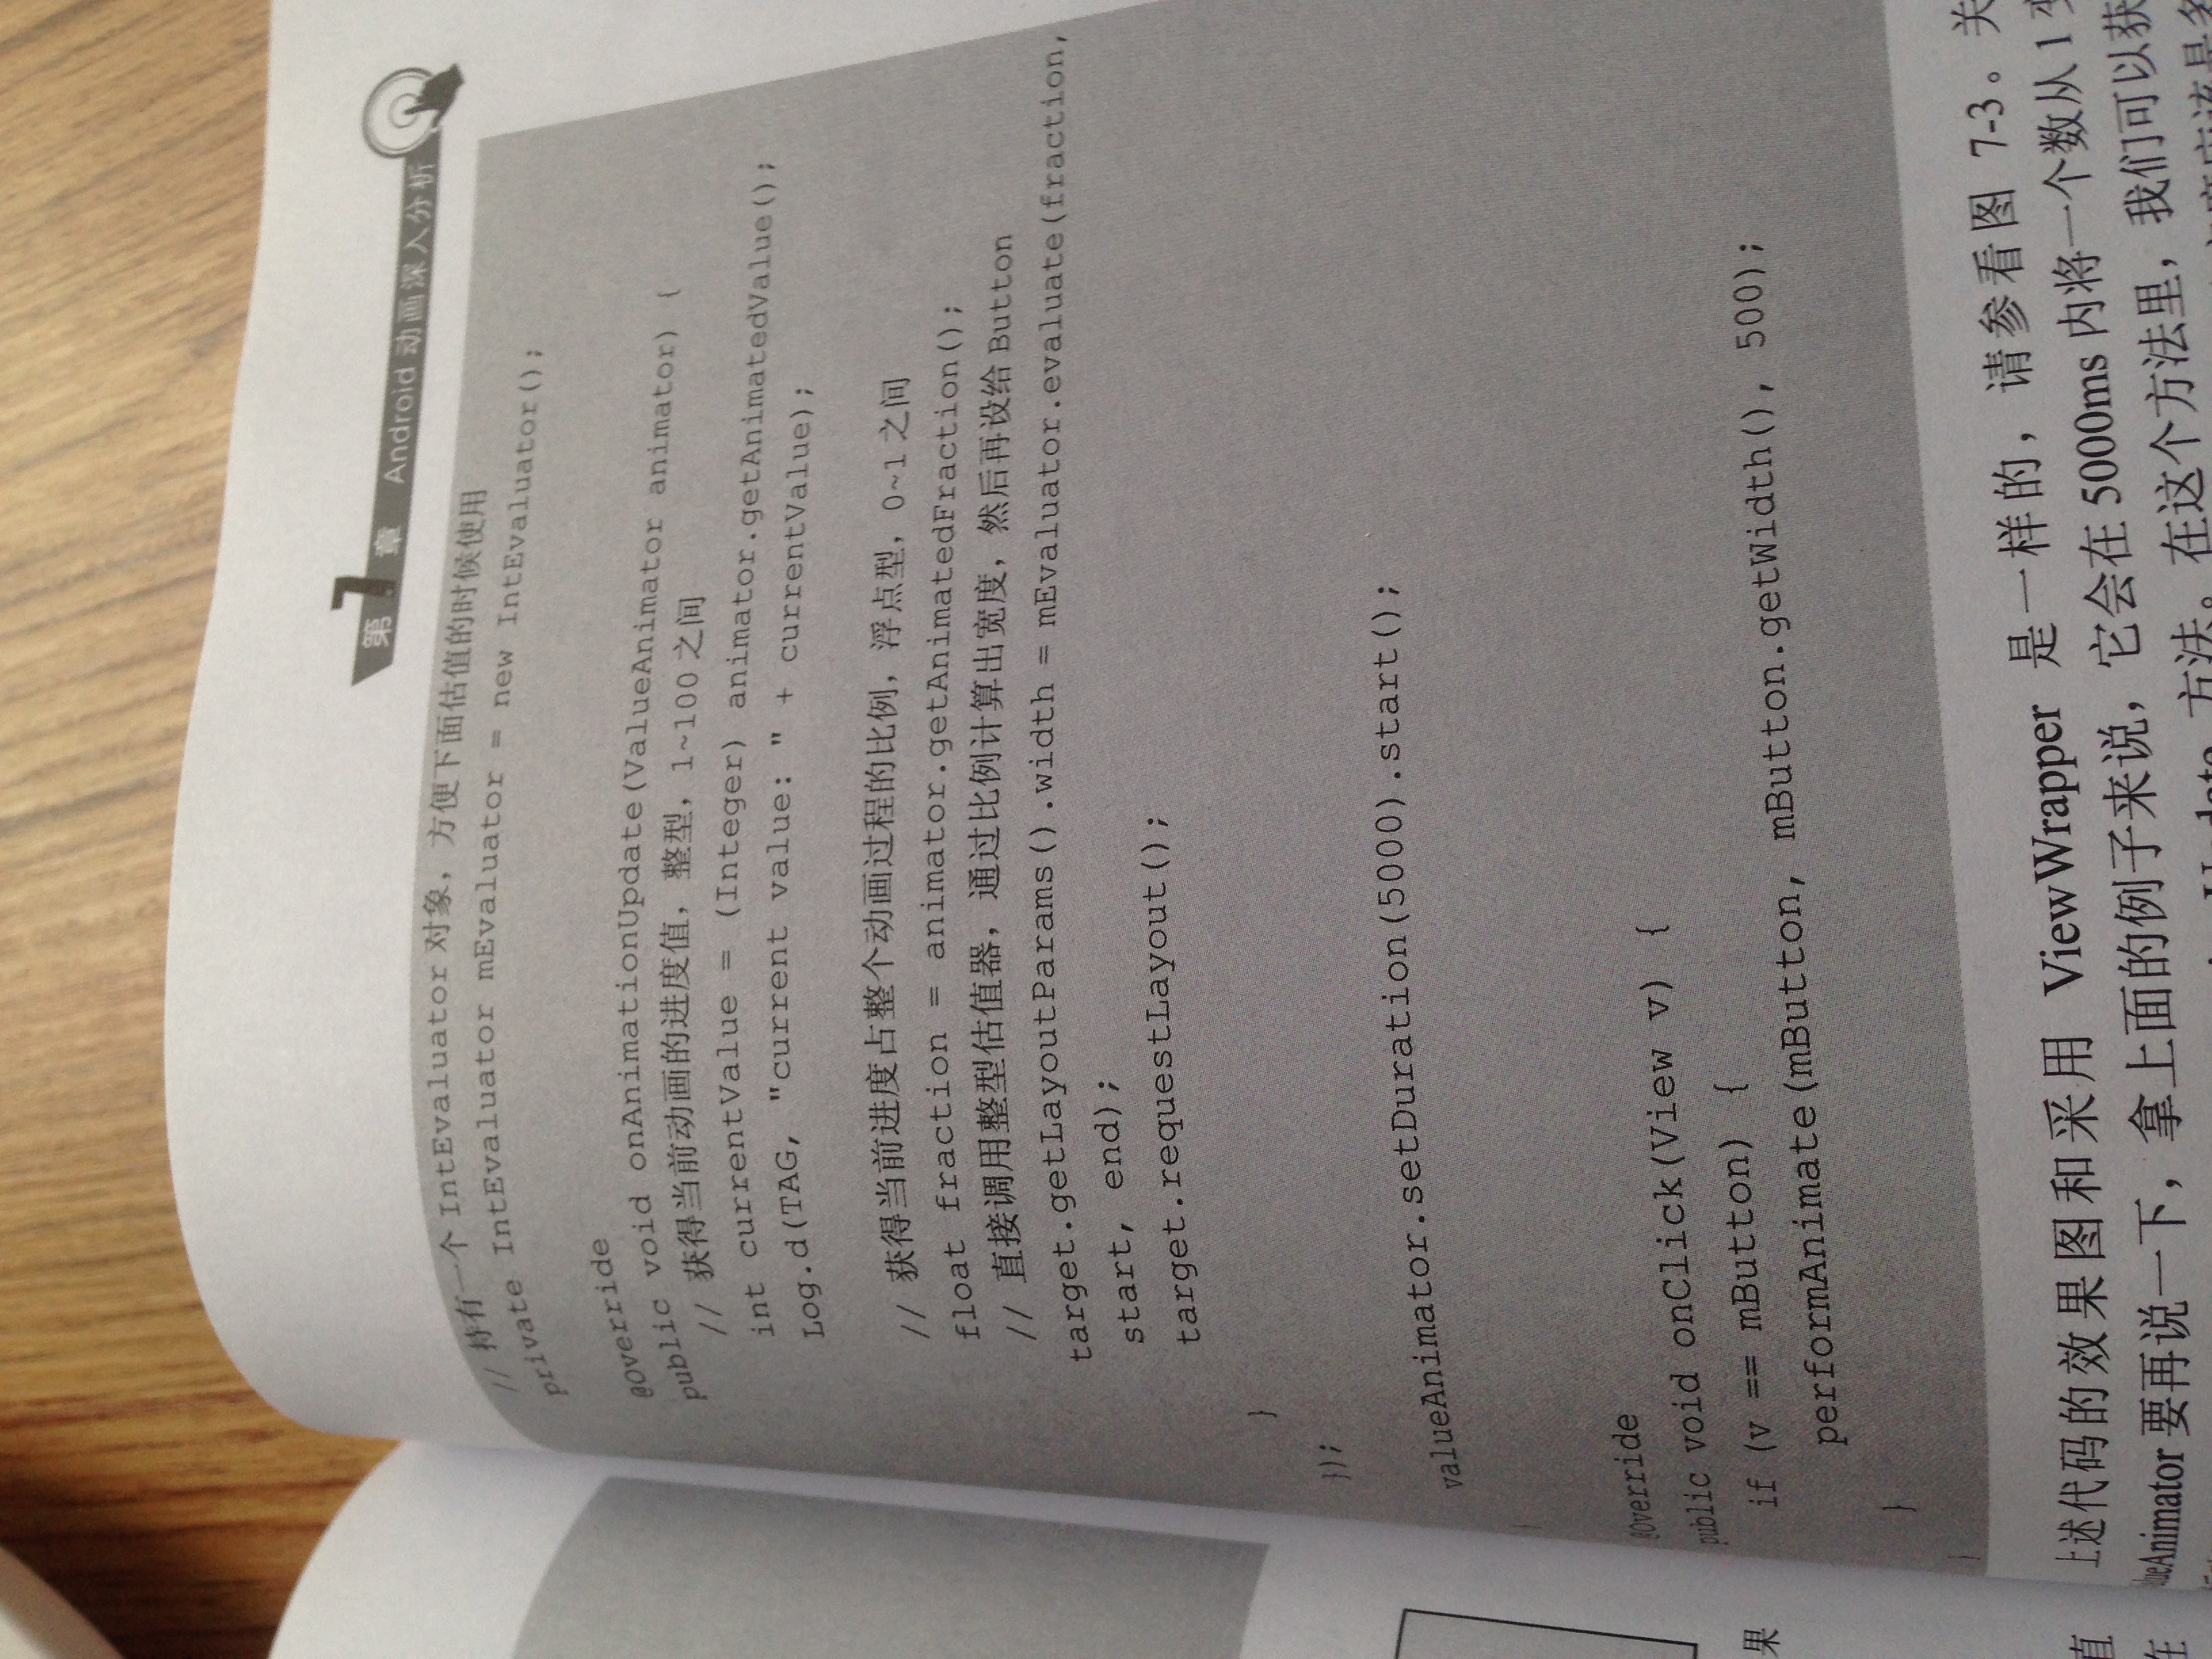 第7章 Android 动画深入分析
// 持有一个 IntEvaluator 对象，方便下面估值的时候使用
private IntEvaluator mEvaluator = new IntEvaluator();
@Override
public void onAnimationUpdate(ValueAnimator animator) {
// 获得当前动画的进度值，整型，1~100 之间
int currentValue = (Integer) animator.getAnimatedValue();
Log.d(TAG, "current value: " + currentValue);
// 获得当前进度占整个动画过程的比例，浮点型，0~1 之间
float fraction = animator.getAnimatedFraction();
// 直接调用整型估值器，通过比例计算出宽度，然后再设给 Button
target.getLayoutParams().width = mEvaluator.evaluate(fraction,
start, end);
target.requestLayout();
}
});
valueAnimator.setDuration(5000).start();
}
@Override
public void onClick(View v) {
if (v == mButton) {
performAnimate(mButton, mButton.getWidth(), 500);
}
}
果
上述代码的效果图和采用 ViewWrapper 是一样的，请参看图 7-3。关
直
ueAnimator 要再说一下，拿上面的例子来说，它会在 5000ms 内将一个数从 1 变
在
Update 方法。在这个方法里，我们可以获